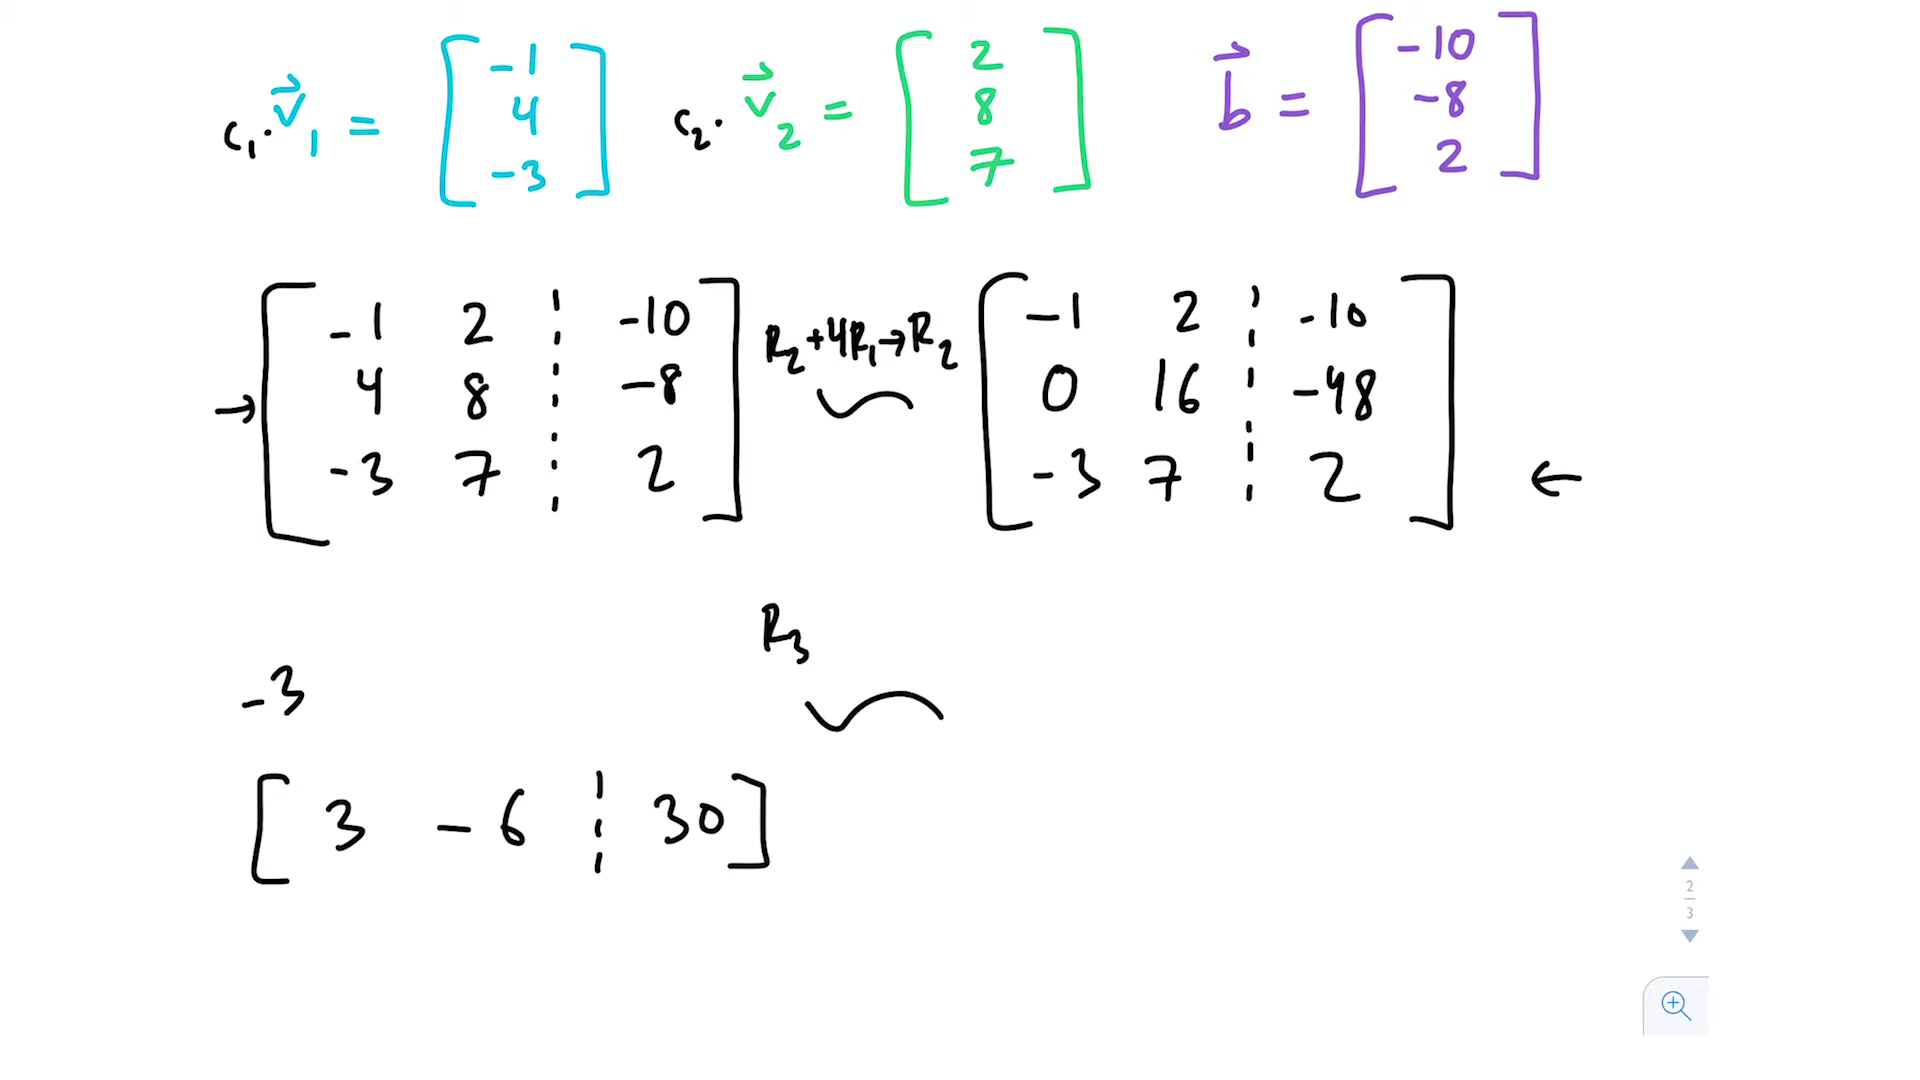 c₁·v⃗₁ = [-1 4 -3] c₂·v⃗₂ = [2 8 7] b⃗ = [-10 -8 2]
→ [-1 2 ¦ -10] R₂+4R₁→R₂ [-1 2 ¦ -10]
[4 8 ¦ -8] [0 16 ¦ -48]
[-3 7 ¦ 2] [-3 7 ¦ 2] ←
R₃
-3
[3 -6 ¦ 30]
2
3